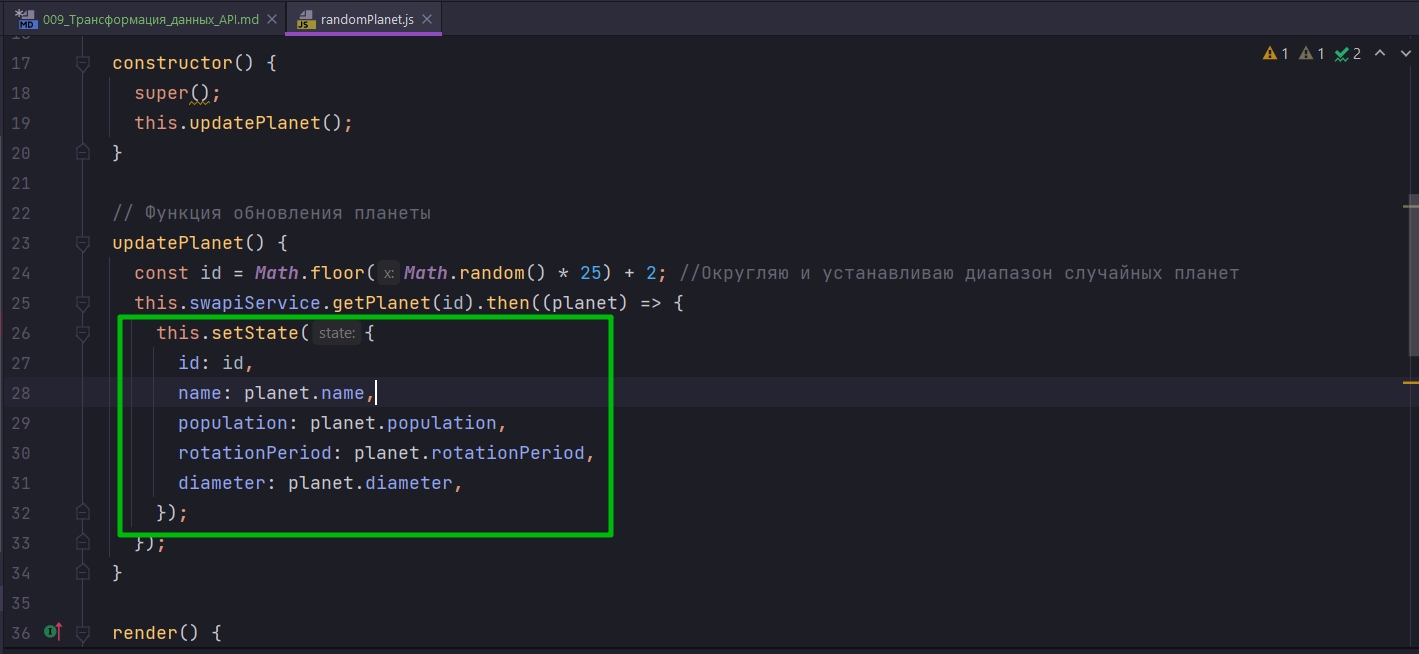 009_Трансформация_данных_API.md
randomPlanet.js
1 1 2
17 constructor() {
18 super();
19 this.updatePlanet();
20 }
21
22 // Функция обновления планеты
23 updatePlanet() {
24 const id = Math.floor( x: Math.random() * 25) + 2; //Округляю и устанавливаю диапазон случайных планет
25 this.swapiService.getPlanet(id).then((planet) => {
26 this.setState( state: {
27 id: id,
28 name: planet.name,
29 population: planet.population,
30 rotationPeriod: planet.rotationPeriod,
31 diameter: planet.diameter,
32 });
33 });
34 }
35
36 render() {